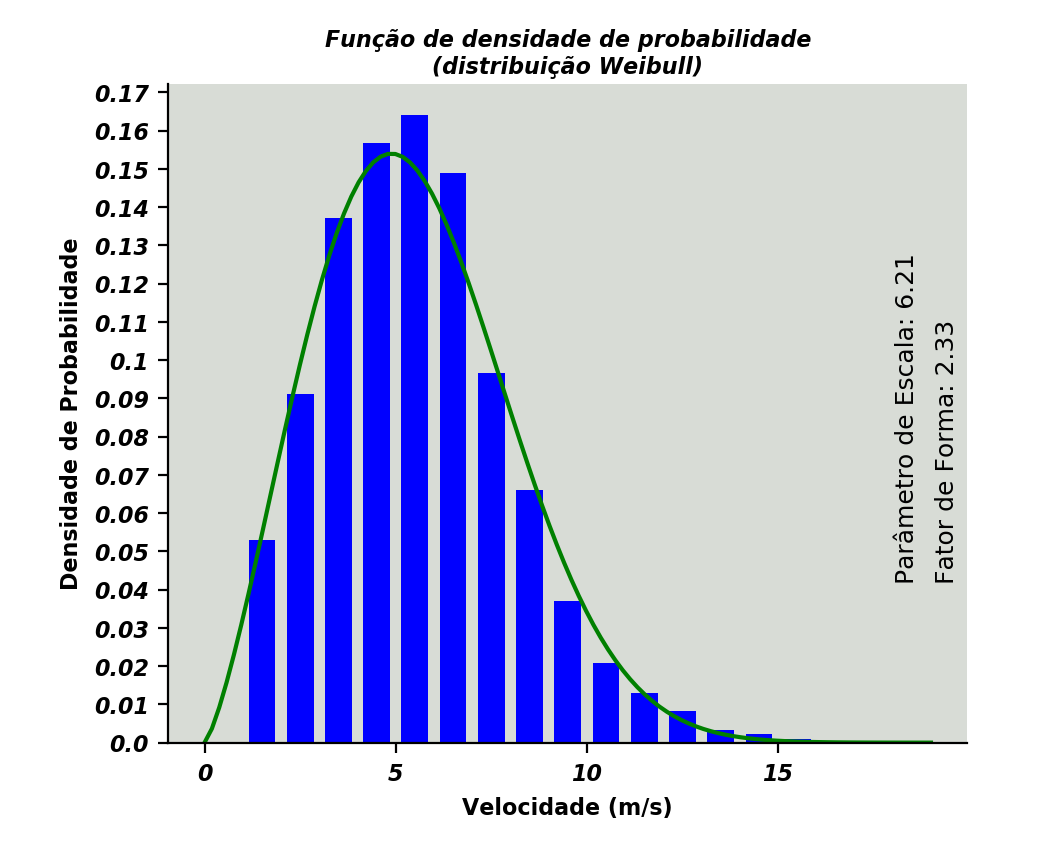 Função de densidade de probabilidade
(distribuição Weibull)
Densidade de Probabilidade
0.17
0.16
0.15
0.14
0.13
0.12
0.11
0.1
0.09
0.08
0.07
0.06
0.05
0.04
0.03
0.02
0.01
0.0
0 5 10 15
Velocidade (m/s)
Parâmetro de Escala: 6.21
Fator de Forma: 2.33